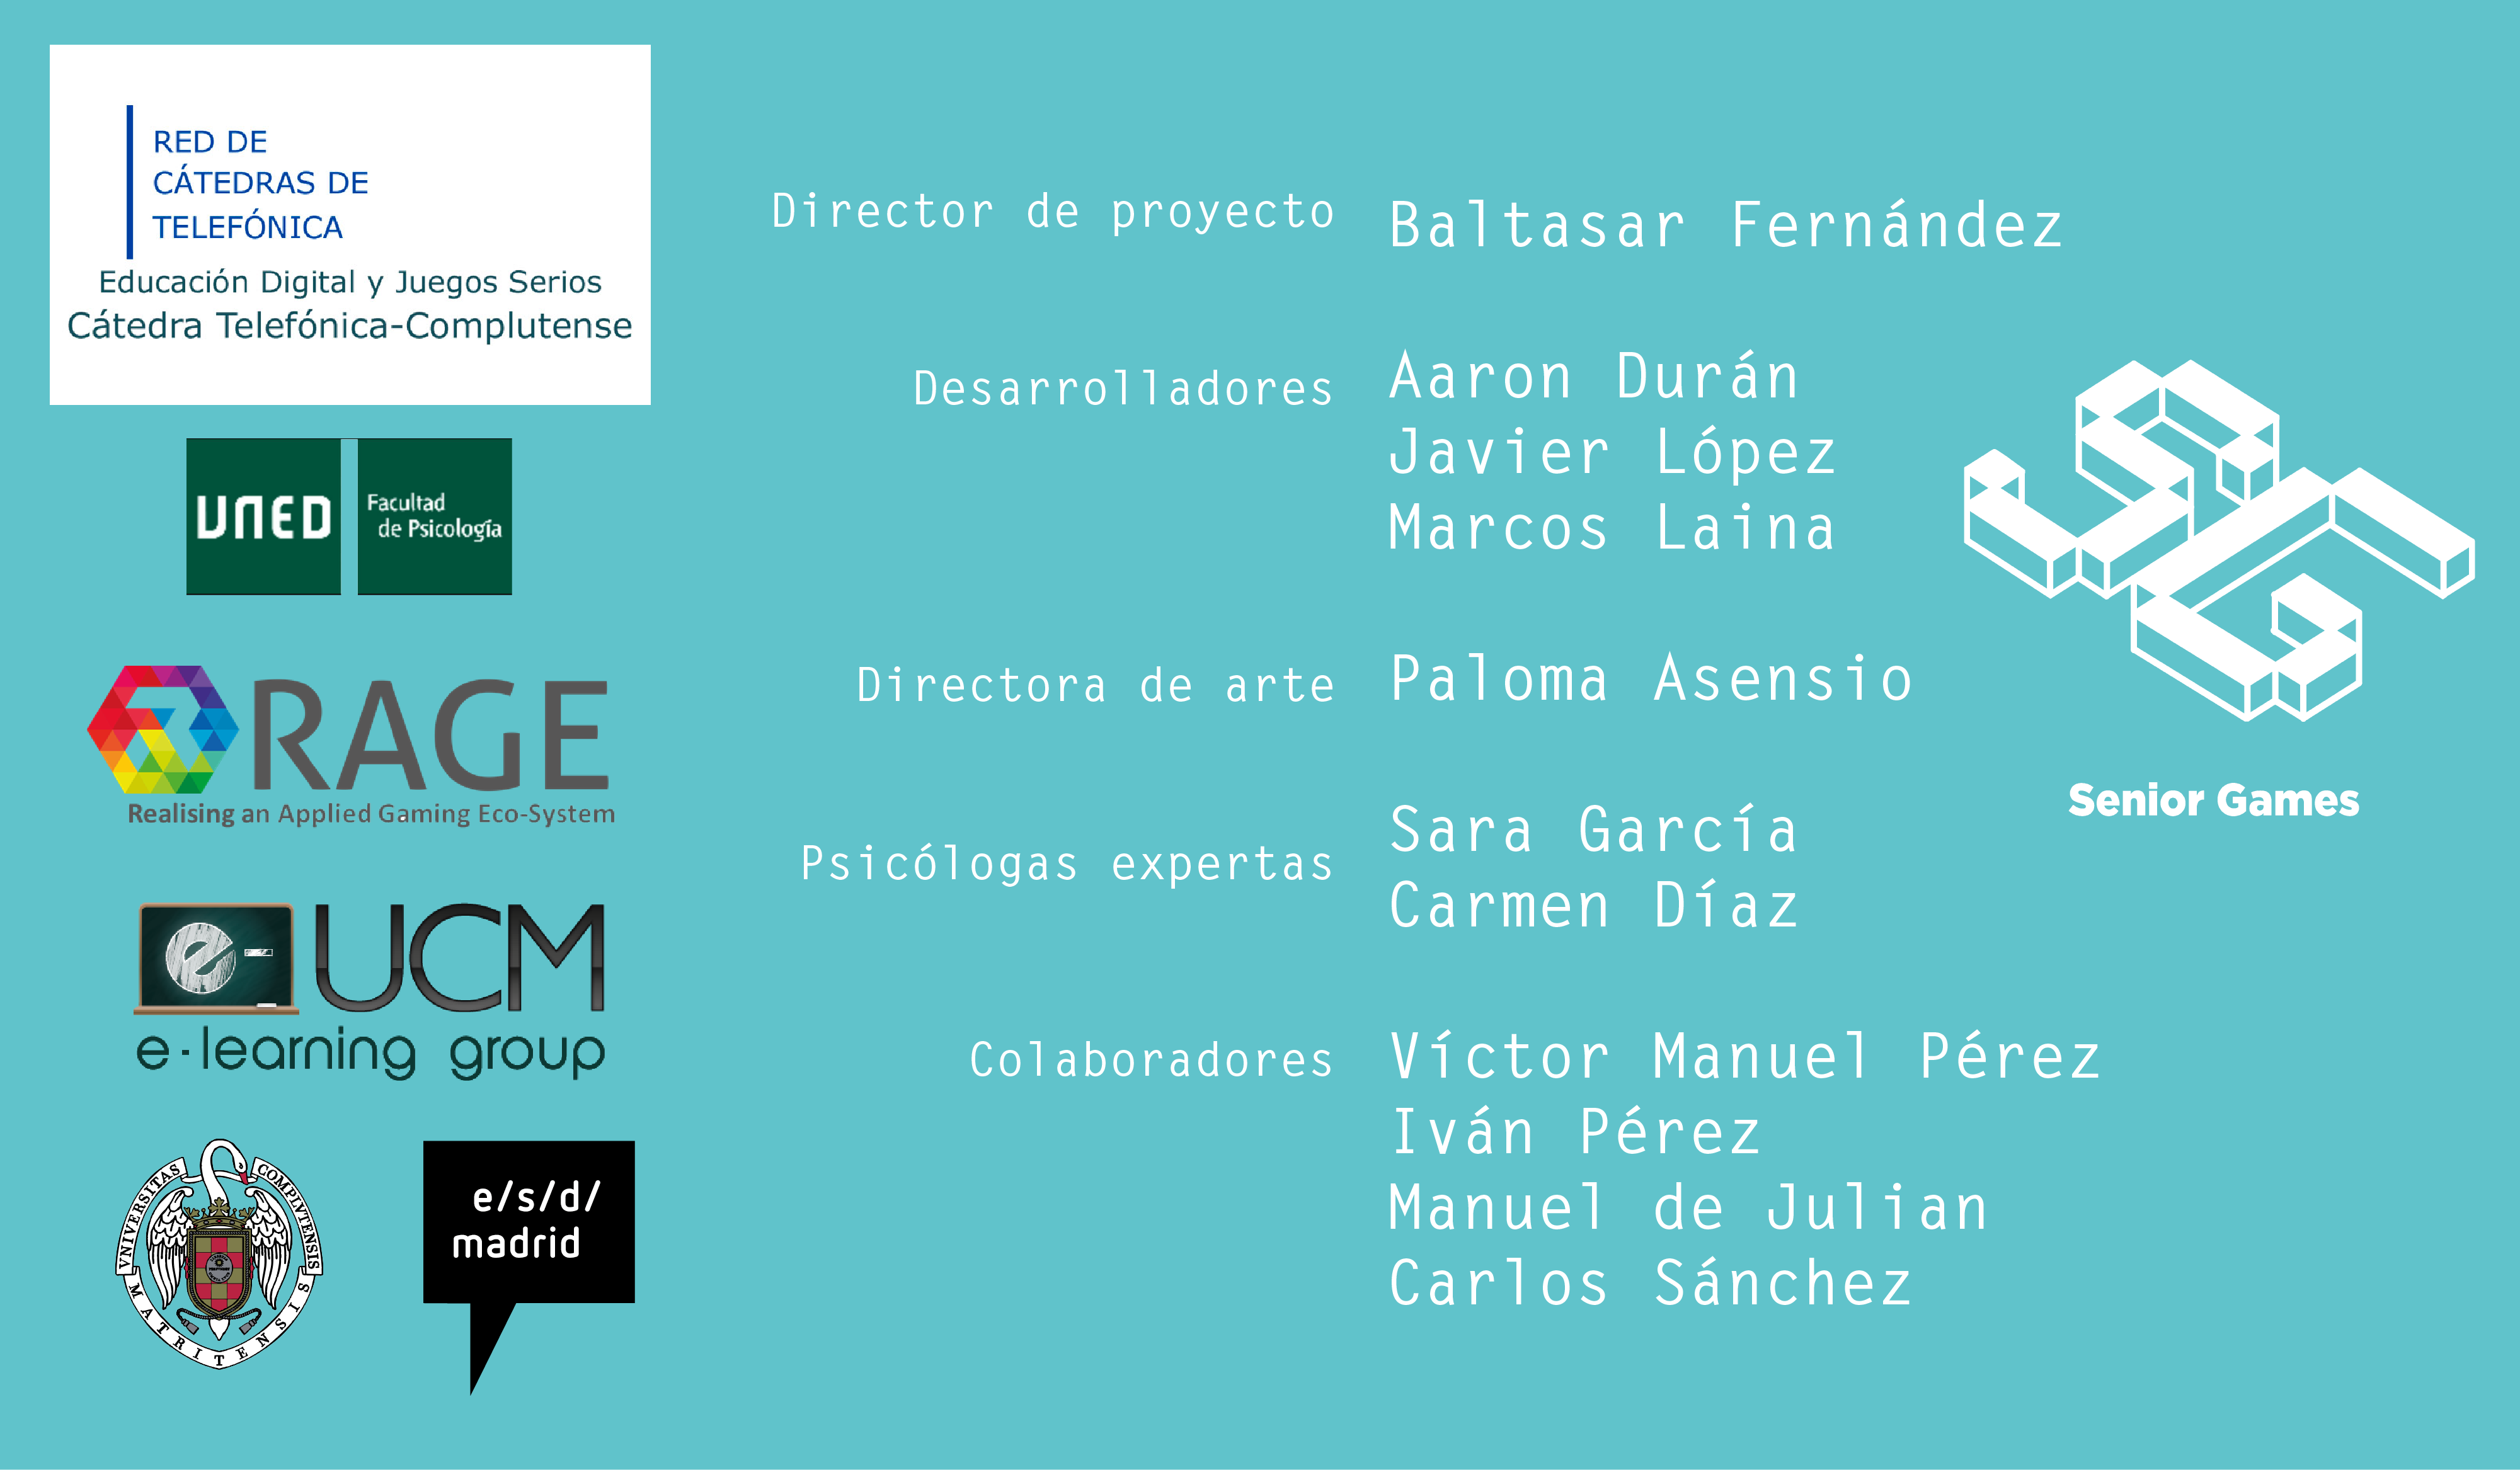 RED DE
CÁTEDRAS DE
TELEFÓNICA
Educación Digital y Juegos Serios
Cátedra Telefónica-Complutense
UNED
Facultad
de Psicología
RAGE
Realising an Applied Gaming Eco-System
e-UCM
e-learning group
VNIVERSITAS COMPLVTENSIS
MATRITENSIS
e/s/d/
madrid
Director de proyecto Baltasar Fernández
Desarrolladores Aaron Durán
Javier López
Marcos Laina
Directora de arte Paloma Asensio
Psicólogas expertas Sara García
Carmen Díaz
Colaboradores Víctor Manuel Pérez
Iván Pérez
Manuel de Julian
Carlos Sánchez
Senior Games